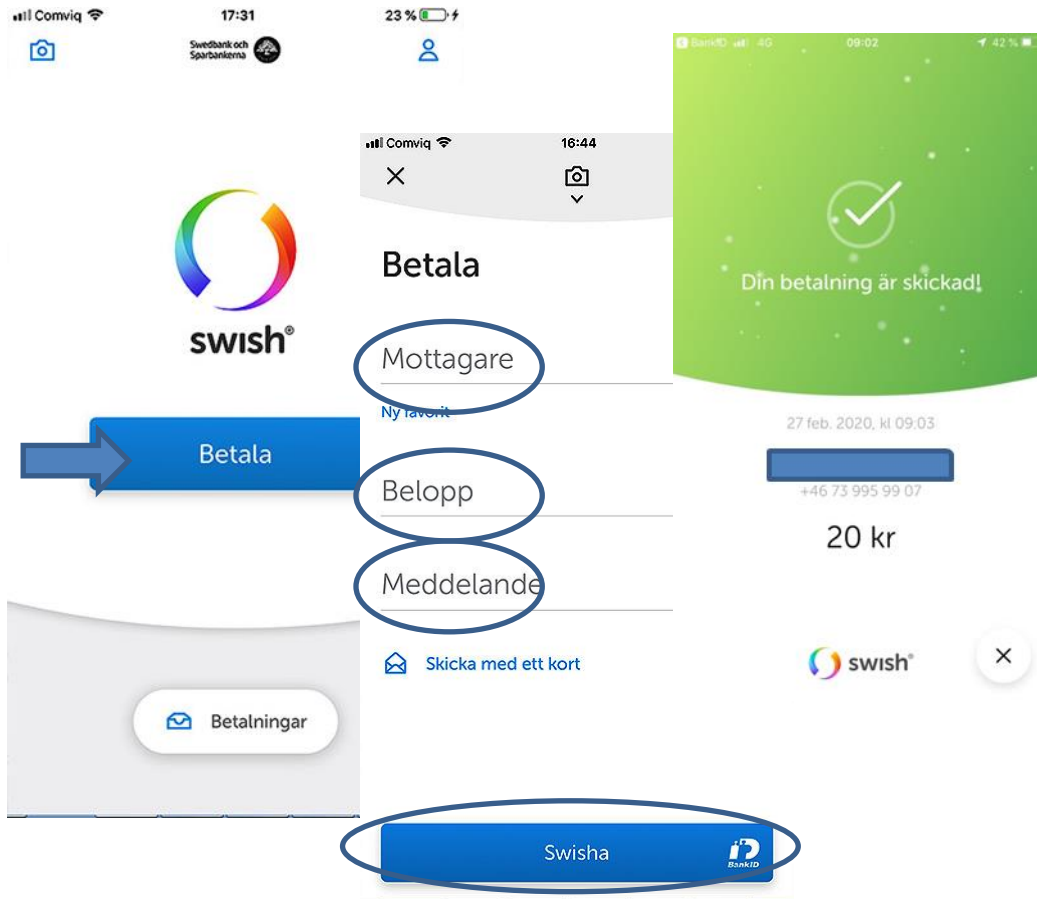 Comviq
17:31
23 %
Swedbank och
Sparbankerna
swish®
Betala
Betalningar
Comviq
16:44
Betala
Mottagare
Ny favorit
Belopp
Meddelande
Skicka med ett kort
Swisha
BankID
BankID 4G
09:02
42 %
Din betalning är skickad!
27 feb. 2020, kl 09:03
+46 73 995 99 07
20 kr
swish®